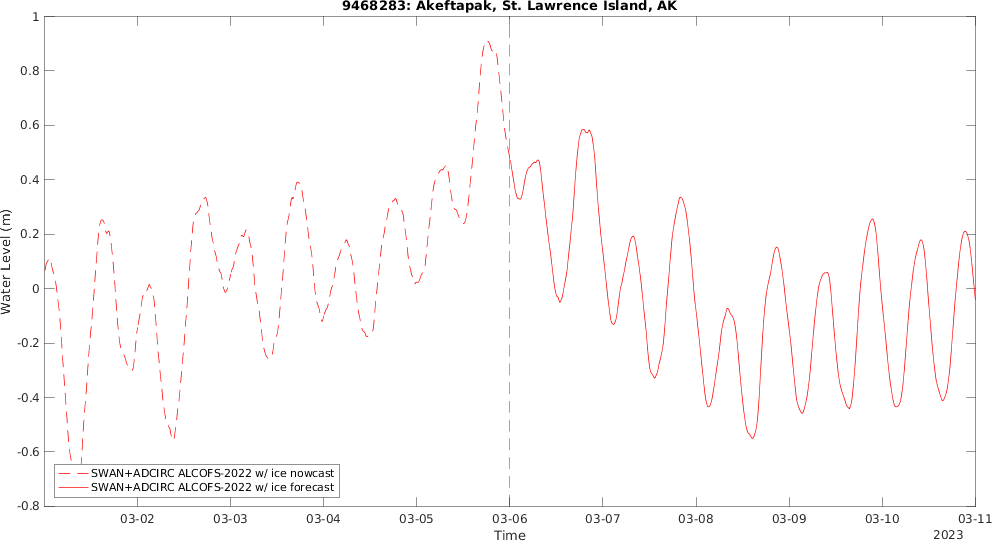 9468283: Akeftapak, St. Lawrence Island, AK
1
0.8
0.6
0.4
0.2
0
-0.2
-0.4
-0.6
-0.8
Water Level (m)
SWAN+ADCIRC ALCOFS-2022 w/ ice nowcast
SWAN+ADCIRC ALCOFS-2022 w/ ice forecast
03-02 03-03 03-04 03-05 03-06 03-07 03-08 03-09 03-10 03-11
Time
2023